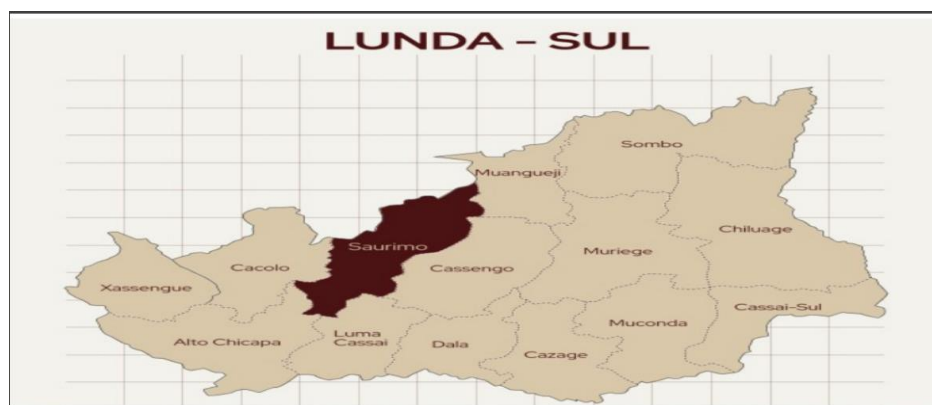 LUNDA – SUL
Sombo
Muangueji
Chiluage
Saurimo
Muriege
Cacolo
Cassengo
Xassengue
Cassai-Sul
Muconda
Luma
Cassai
Alto Chicapa
Dala
Cazage